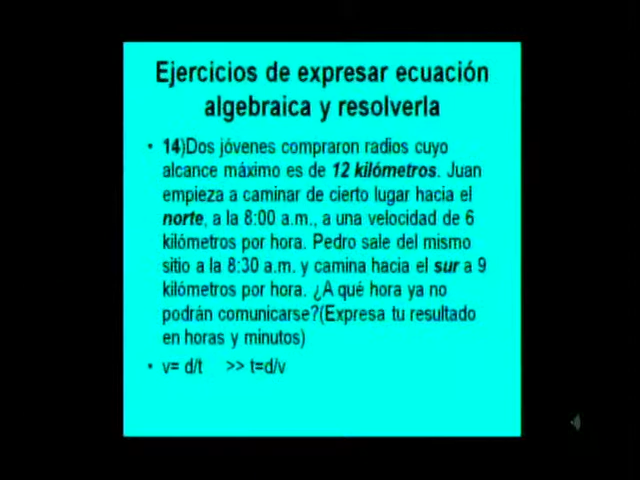 Ejercicios de expresar ecuación
algebraica y resolverla
• 14)Dos jóvenes compraron radios cuyo
alcance máximo es de 12 kilómetros. Juan
empieza a caminar de cierto lugar hacia el
norte, a la 8:00 a.m., a una velocidad de 6
kilómetros por hora. Pedro sale del mismo
sitio a la 8:30 a.m. y camina hacia el sur a 9
kilómetros por hora. ¿A qué hora ya no
podrán comunicarse?(Expresa tu resultado
en horas y minutos)
• v= d/t >> t=d/v